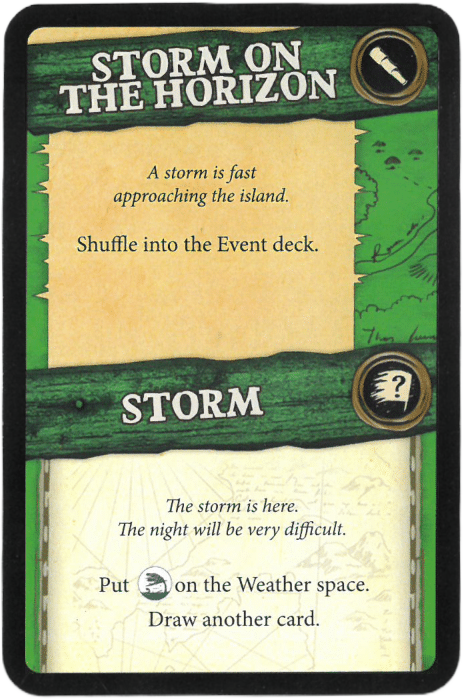 STORM ON
THE HORIZON
A storm is fast
approaching the island.
Shuffle into the Event deck.
STORM
?
The storm is here.
The night will be very difficult.
Put on the Weather space.
Draw another card.